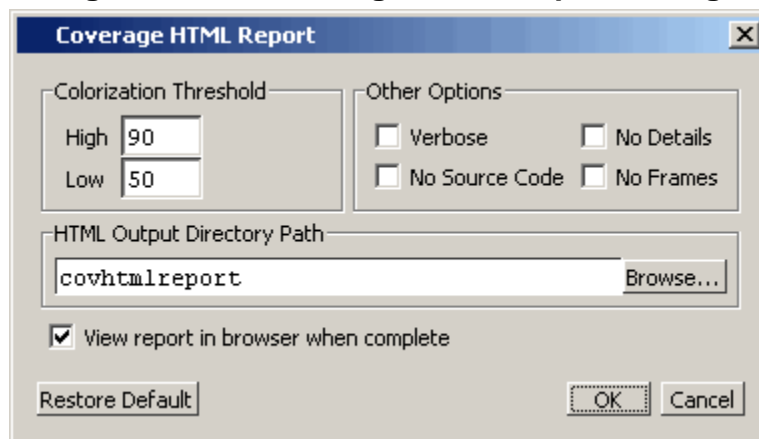 Coverage HTML Report
Colorization Threshold
Other Options
High 90
Verbose
No Details
Low 50
No Source Code
No Frames
HTML Output Directory Path
covhtmlreport
Browse...
View report in browser when complete
Restore Default
OK
Cancel